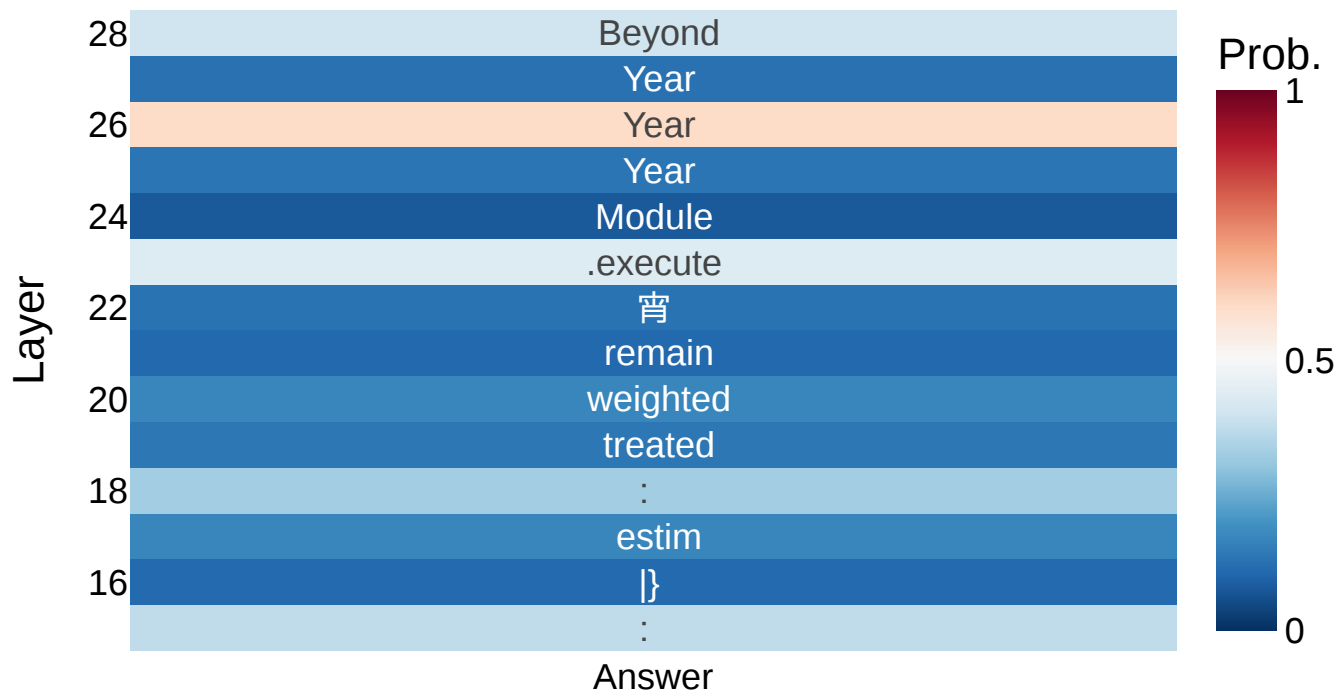 28 Beyond
Year
26 Year
Year
24 Module
.execute
22 宵
remain
20 weighted
treated
18 :
estim
16 |}
:
Layer
Answer
Prob.
1
0.5
0